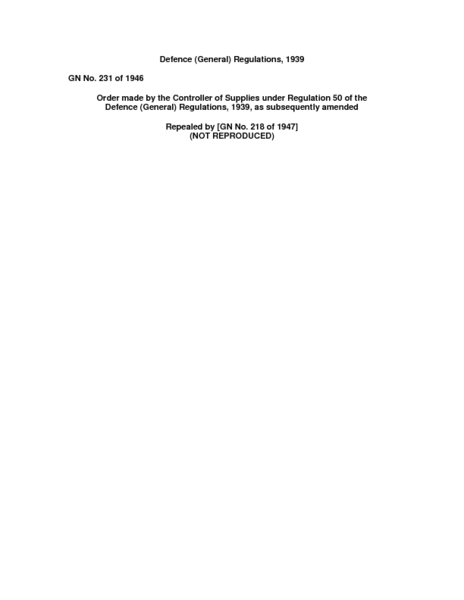 Defence (General) Regulations, 1939
GN No. 231 of 1946
Order made by the Controller of Supplies under Regulation 50 of the
Defence (General) Regulations, 1939, as subsequently amended
Repealed by [GN No. 218 of 1947]
(NOT REPRODUCED)